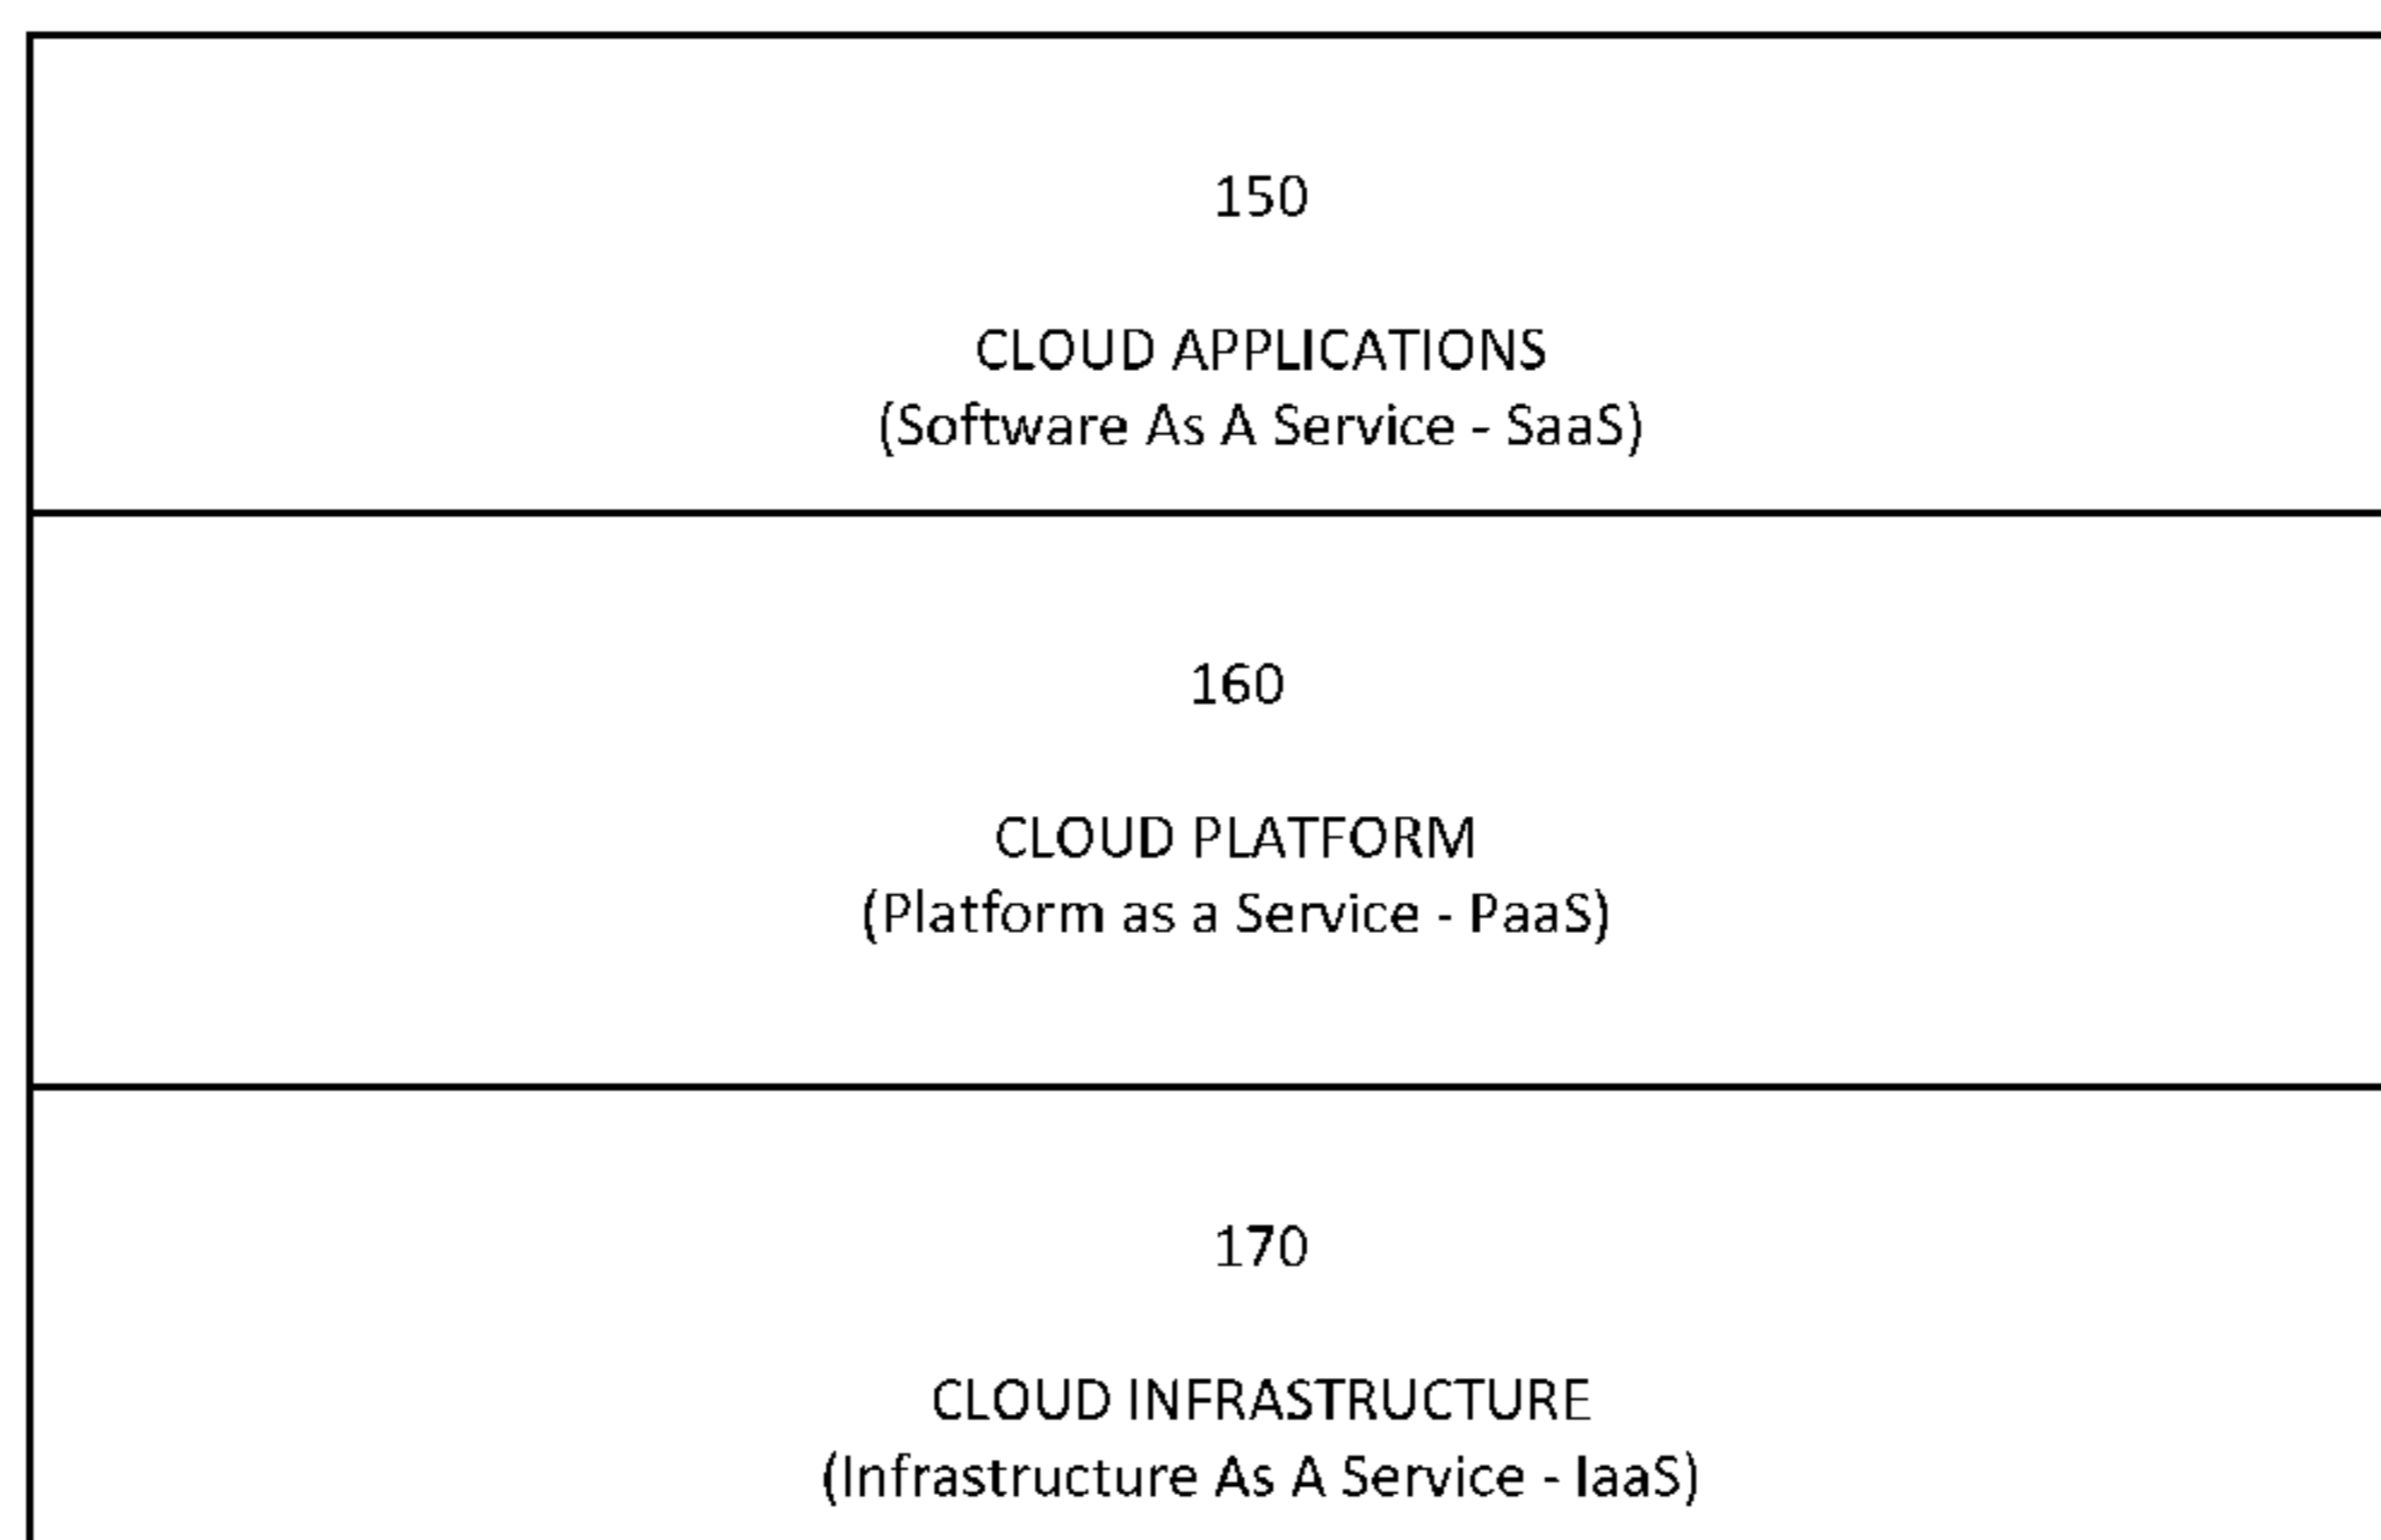 150
CLOUD APPLICATIONS
(Software As A Service - SaaS)
160
CLOUD PLATFORM
(Platform as a Service - PaaS)
170
CLOUD INFRASTRUCTURE
(Infrastructure As A Service - IaaS)